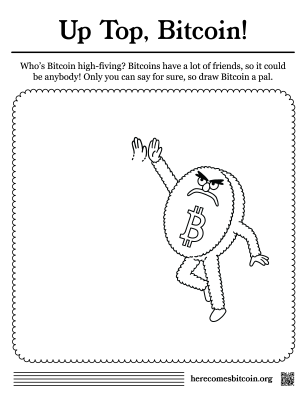 Up Top, Bitcoin!
Who's Bitcoin high-fiving? Bitcoins have a lot of friends, so it could
be anybody! Only you can say for sure, so draw Bitcoin a pal.
₿
herecomesbitcoin.org